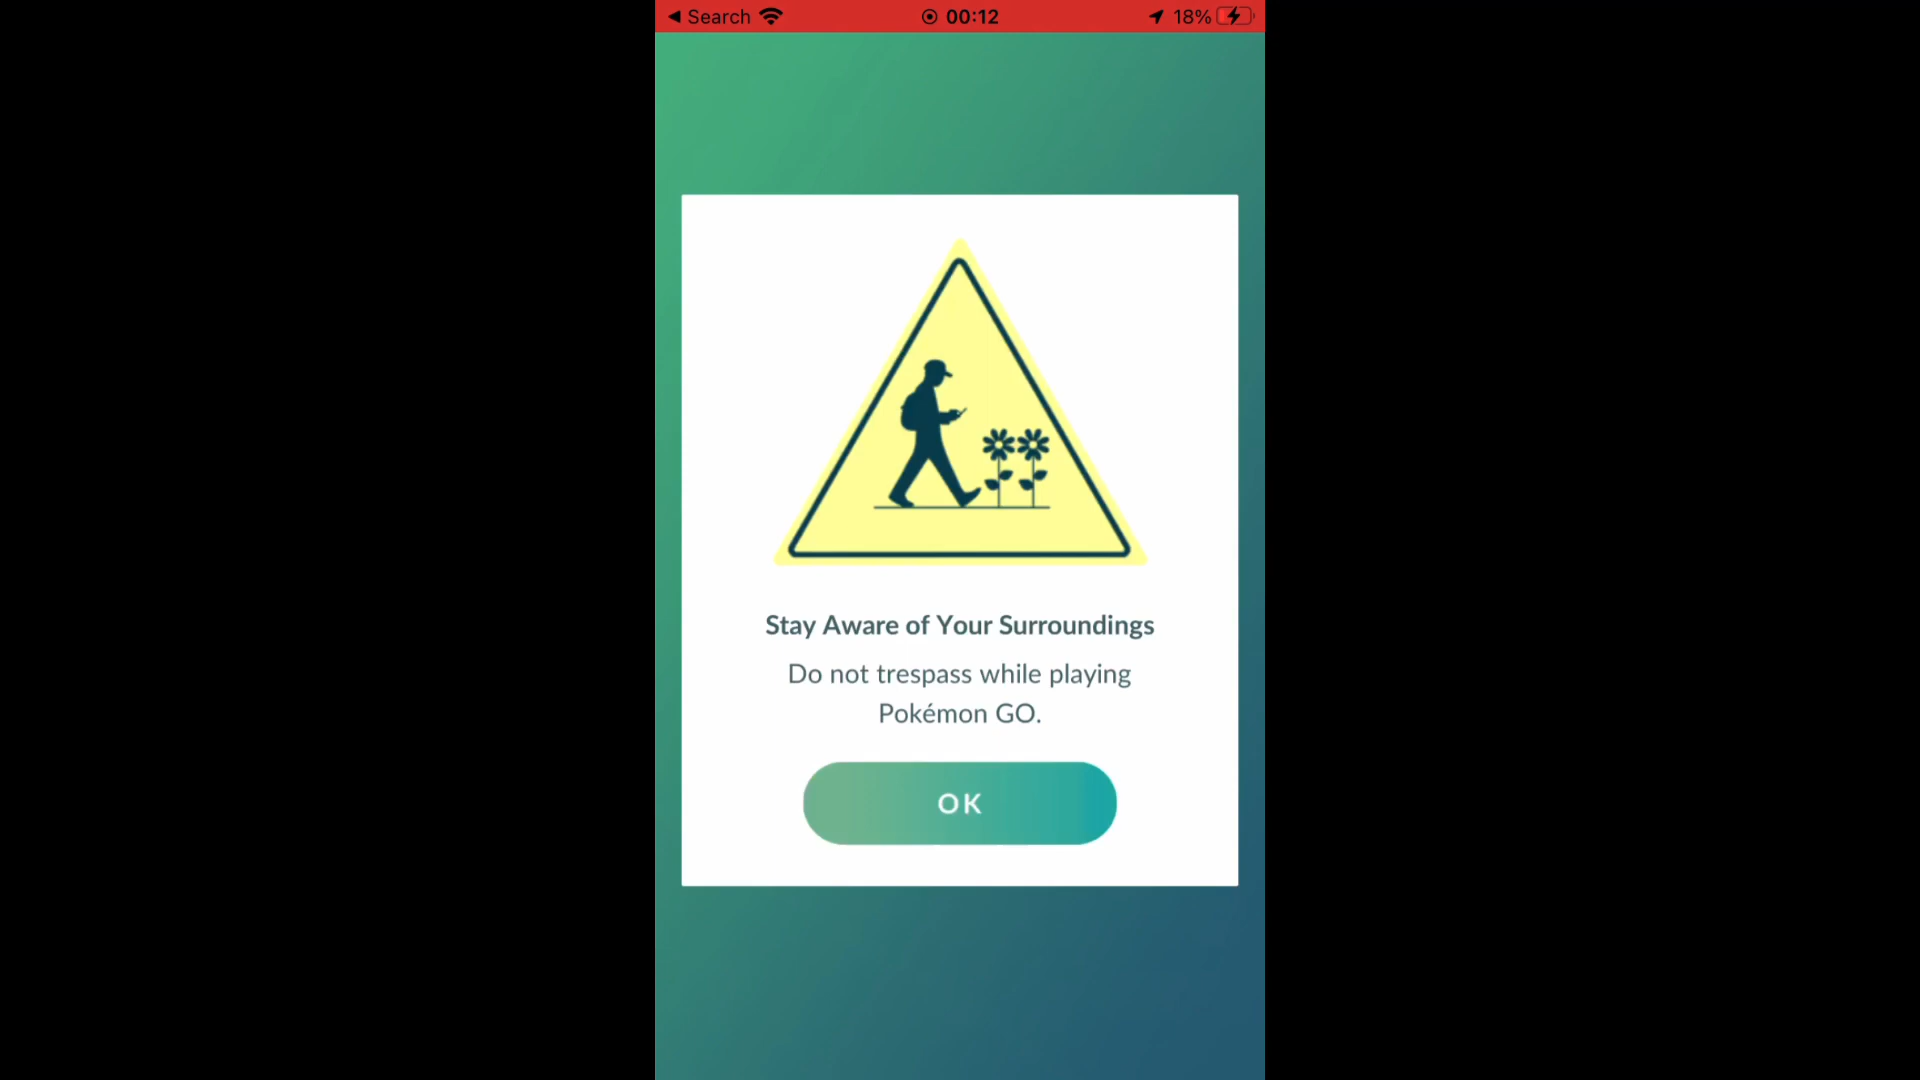 Search 00:12 18%
Stay Aware of Your Surroundings
Do not trespass while playing
Pokémon GO.
OK